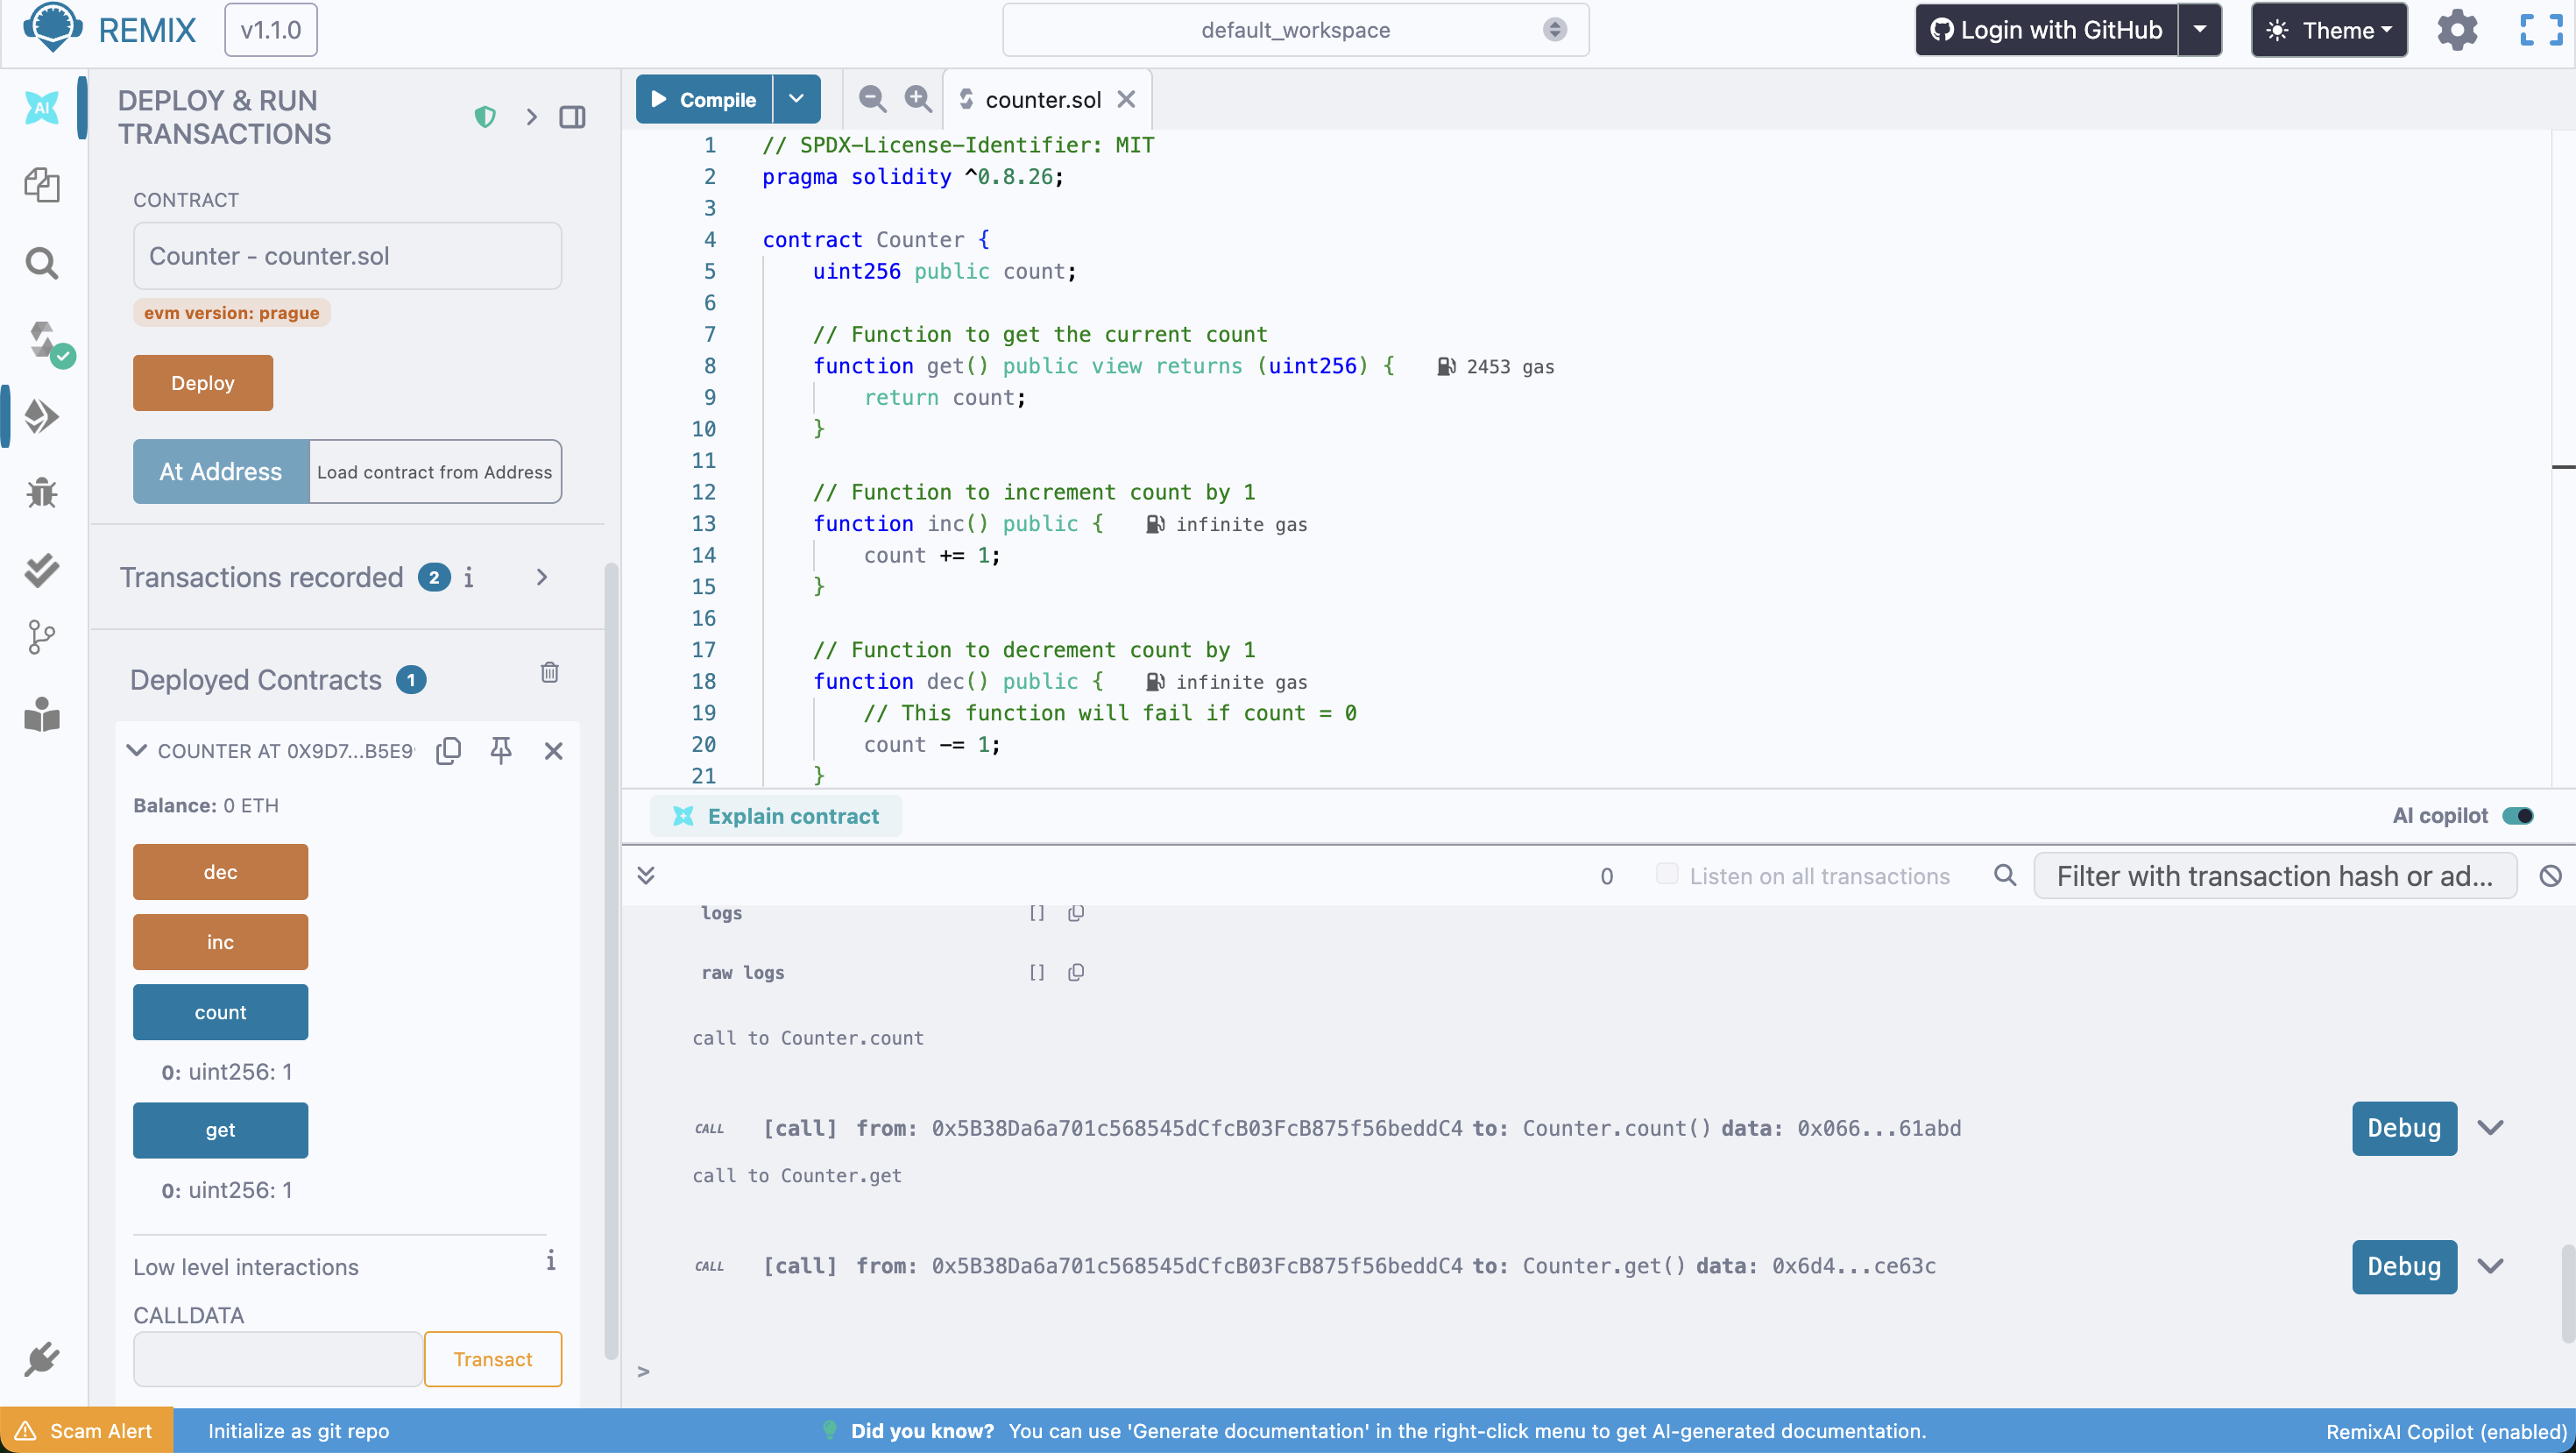 REMIX v1.1.0
default_workspace
Login with GitHub
Theme
AI
DEPLOY & RUN
TRANSACTIONS
CONTRACT
Counter - counter.sol
evm version: prague
Deploy
At Address Load contract from Address
Transactions recorded 2 i
Deployed Contracts 1
COUNTER AT 0X9D7...B5E9
Balance: 0 ETH
dec
inc
count
0: uint256: 1
get
0: uint256: 1
Low level interactions i
CALLDATA
Transact
Compile
counter.sol
1 // SPDX-License-Identifier: MIT
2 pragma solidity ^0.8.26;
3
4 contract Counter {
5 uint256 public count;
6
7 // Function to get the current count
8 function get() public view returns (uint256) { 2453 gas
9 return count;
10 }
11
12 // Function to increment count by 1
13 function inc() public { infinite gas
14 count += 1;
15 }
16
17 // Function to decrement count by 1
18 function dec() public { infinite gas
19 // This function will fail if count = 0
20 count -= 1;
21 }
Explain contract
AI copilot
0 Listen on all transactions
Filter with transaction hash or ad...
logs []
raw logs []
call to Counter.count
CALL [call] from: 0x5B38Da6a701c568545dCfcB03FcB875f56beddC4 to: Counter.count() data: 0x066...61abd
Debug
call to Counter.get
CALL [call] from: 0x5B38Da6a701c568545dCfcB03FcB875f56beddC4 to: Counter.get() data: 0x6d4...ce63c
Debug
>
Scam Alert
Initialize as git repo
Did you know? You can use 'Generate documentation' in the right-click menu to get AI-generated documentation.
RemixAI Copilot (enabled)